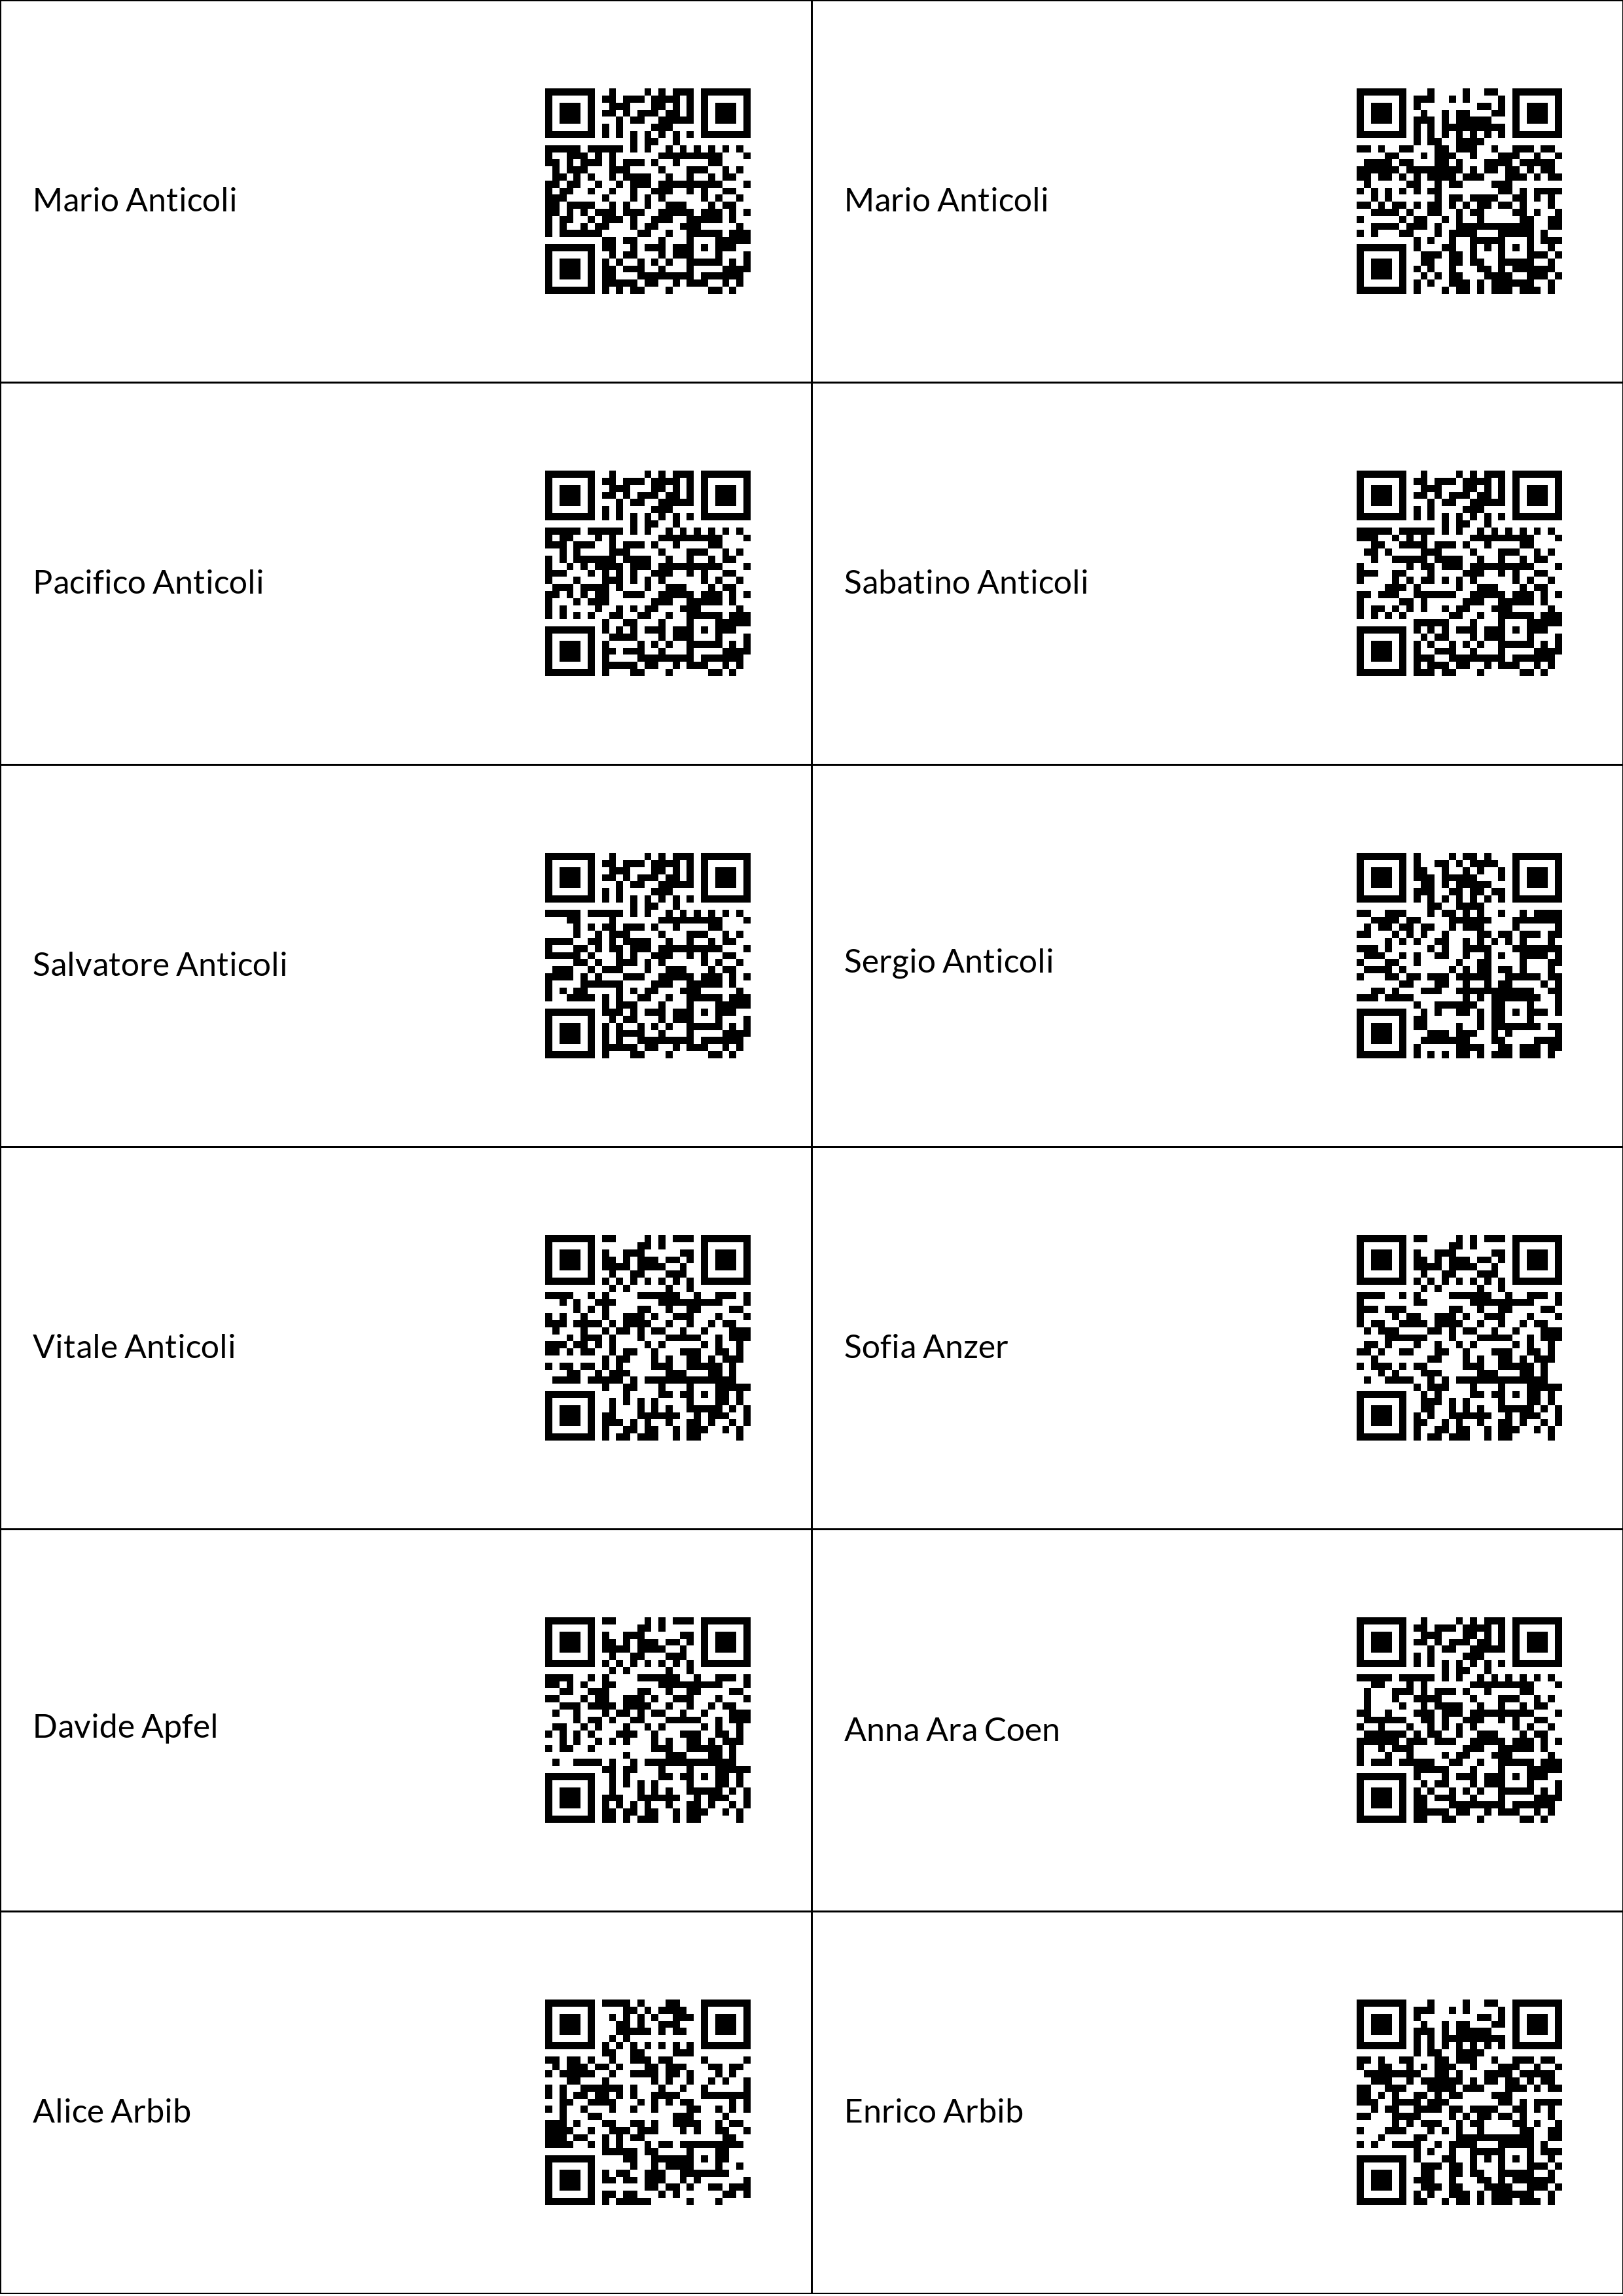 Mario Anticoli
Mario Anticoli
Pacifico Anticoli
Sabatino Anticoli
Salvatore Anticoli
Sergio Anticoli
Vitale Anticoli
Sofia Anzer
Davide Apfel
Anna Ara Coen
Alice Arbib
Enrico Arbib